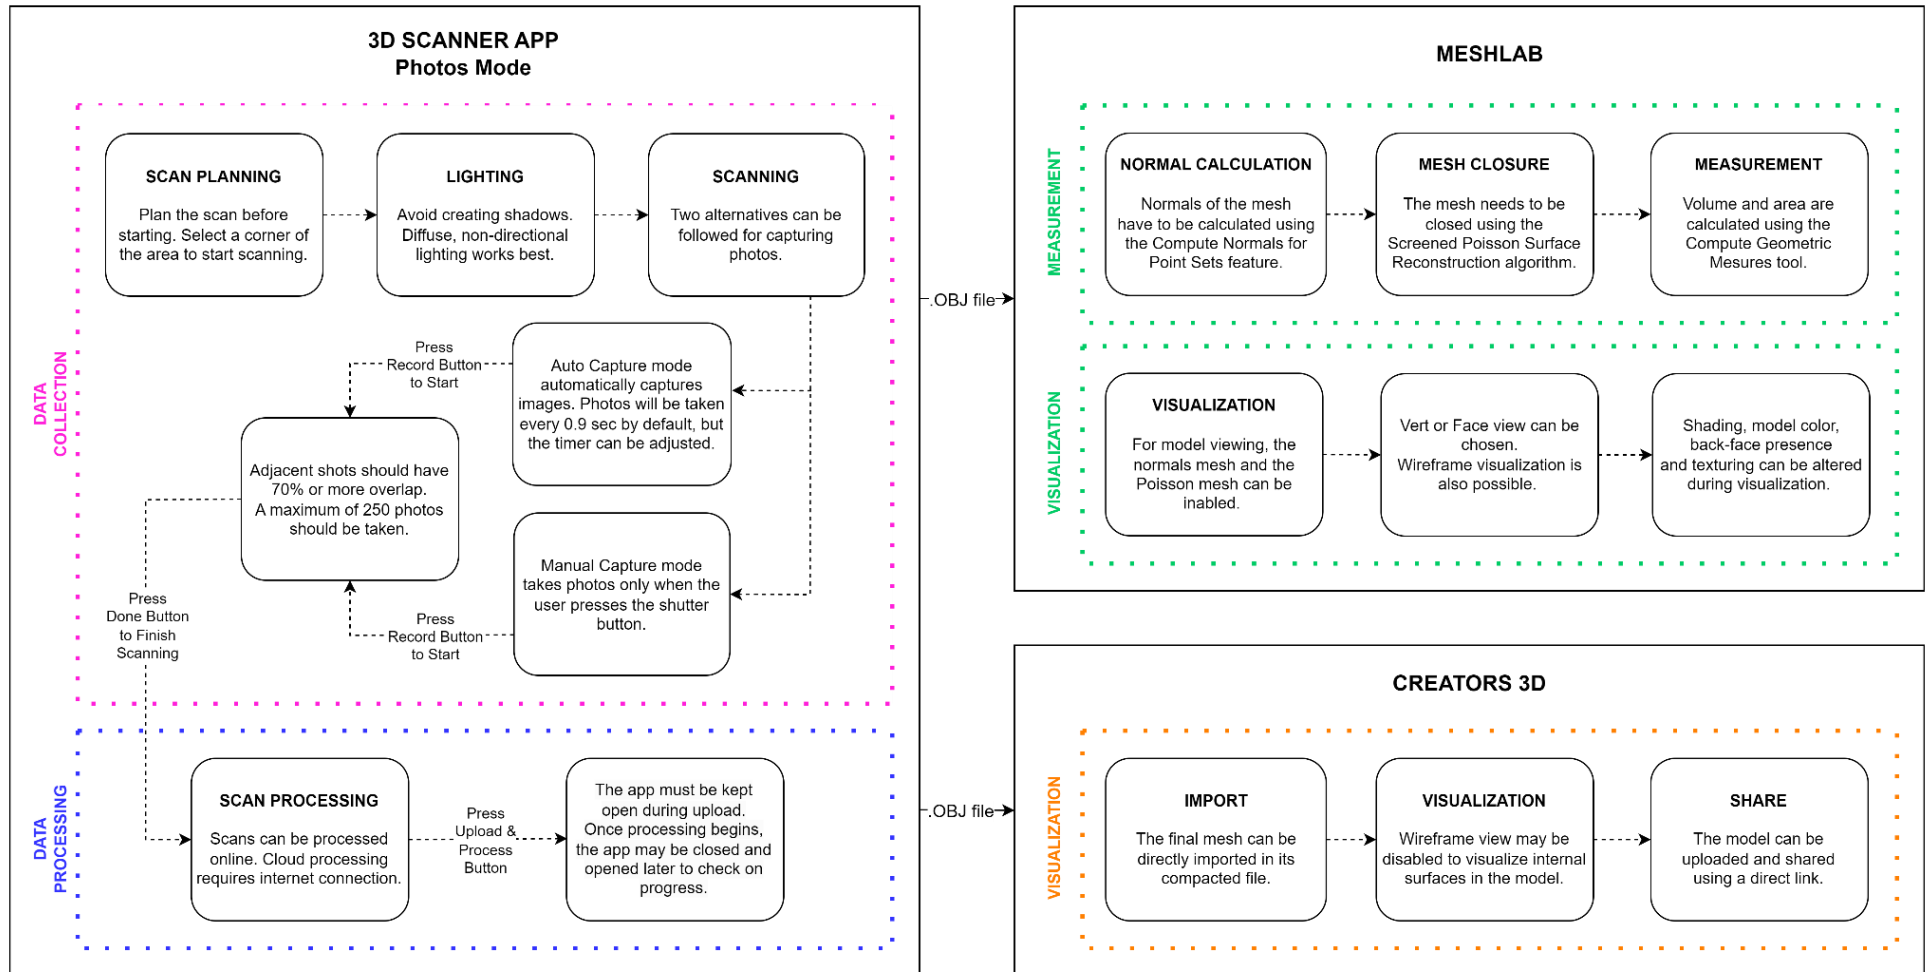 3D SCANNER APP
Photos Mode
DATA
COLLECTION
SCAN PLANNING
Plan the scan before
starting. Select a corner of
the area to start scanning.
LIGHTING
Avoid creating shadows.
Diffuse, non-directional
lighting works best.
SCANNING
Two alternatives can be
followed for capturing
photos.
Auto Capture mode
automatically captures
images. Photos will be taken
every 0.9 sec by default, but
the timer can be adjusted.
Press
Record Button
to Start
Manual Capture mode
takes photos only when the
user presses the shutter
button.
Press
Record Button
to Start
Adjacent shots should have
70% or more overlap.
A maximum of 250 photos
should be taken.
Press
Done Button
to Finish
Scanning
DATA
PROCESSING
SCAN PROCESSING
Scans can be processed
online. Cloud processing
requires internet connection.
Press
Upload &
Process
Button
The app must be kept
open during upload.
Once processing begins,
the app may be closed and
opened later to check on
progress.
.OBJ file
.OBJ file
MESHLAB
MEASUREMENT
NORMAL CALCULATION
Normals of the mesh
have to be calculated using
the Compute Normals for
Point Sets feature.
MESH CLOSURE
The mesh needs to be
closed using the
Screened Poisson Surface
Reconstruction algorithm.
MEASUREMENT
Volume and area are
calculated using the
Compute Geometric
Mesures tool.
VISUALIZATION
VISUALIZATION
For model viewing, the
normals mesh and the
Poisson mesh can be
inabled.
Vert or Face view can be
chosen.
Wireframe visualization is
also possible.
Shading, model color,
back-face presence
and texturing can be altered
during visualization.
CREATORS 3D
VISUALIZATION
IMPORT
The final mesh can be
directly imported in its
compacted file.
VISUALIZATION
Wireframe view may be
disabled to visualize internal
surfaces in the model.
SHARE
The model can be
uploaded and shared
using a direct link.